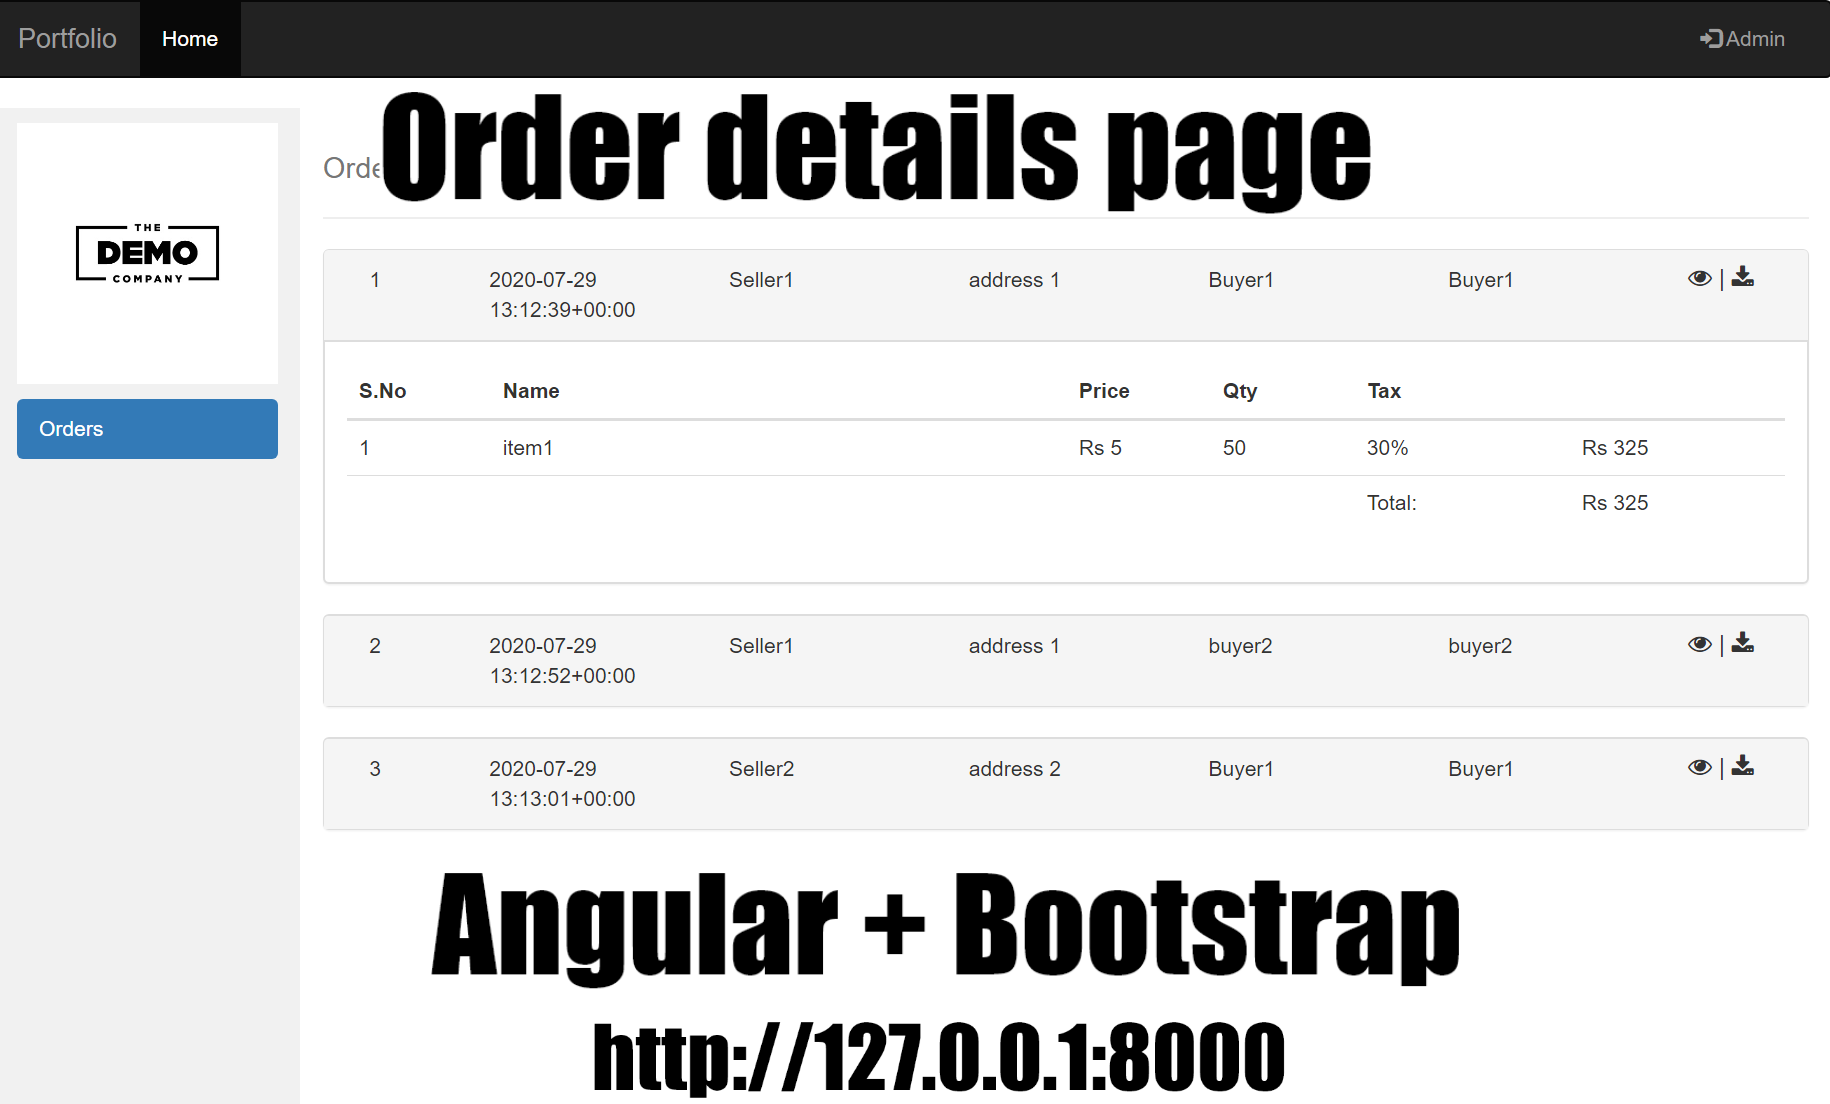 Portfolio Home Admin
Order details page
Orde
THE
DEMO
COMPANY
Orders
1 2020-07-29 Seller1 address 1 Buyer1 Buyer1 |
13:12:39+00:00
S.No Name Price Qty Tax
1 item1 Rs 5 50 30% Rs 325
Total: Rs 325
2 2020-07-29 Seller1 address 1 buyer2 buyer2 |
13:12:52+00:00
3 2020-07-29 Seller2 address 2 Buyer1 Buyer1 |
13:13:01+00:00
Angular + Bootstrap
http://127.0.0.1:8000